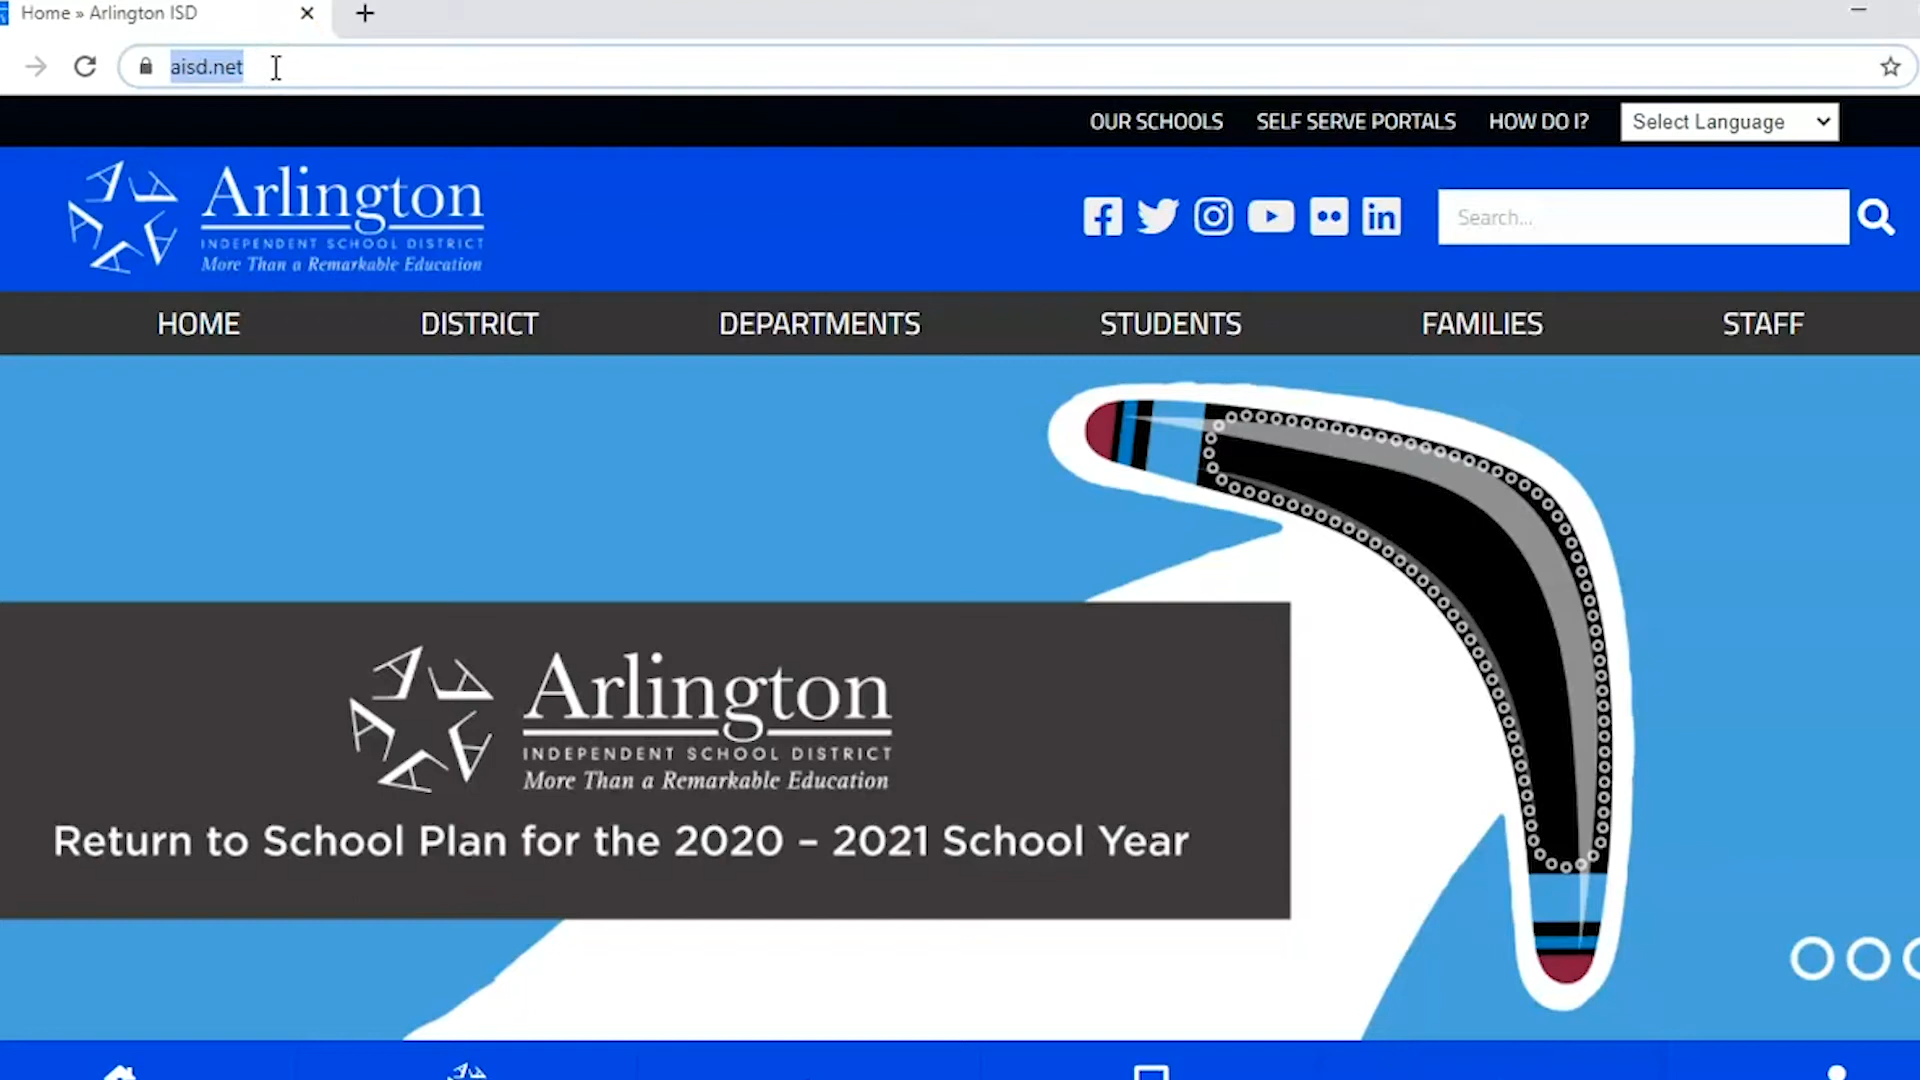 Home » Arlington ISD
aisd.net
OUR SCHOOLS SELF SERVE PORTALS HOW DO I? Select Language
Arlington
INDEPENDENT SCHOOL DISTRICT
More Than a Remarkable Education
Search...
HOME DISTRICT DEPARTMENTS STUDENTS FAMILIES STAFF
Arlington
INDEPENDENT SCHOOL DISTRICT
More Than a Remarkable Education
Return to School Plan for the 2020 – 2021 School Year